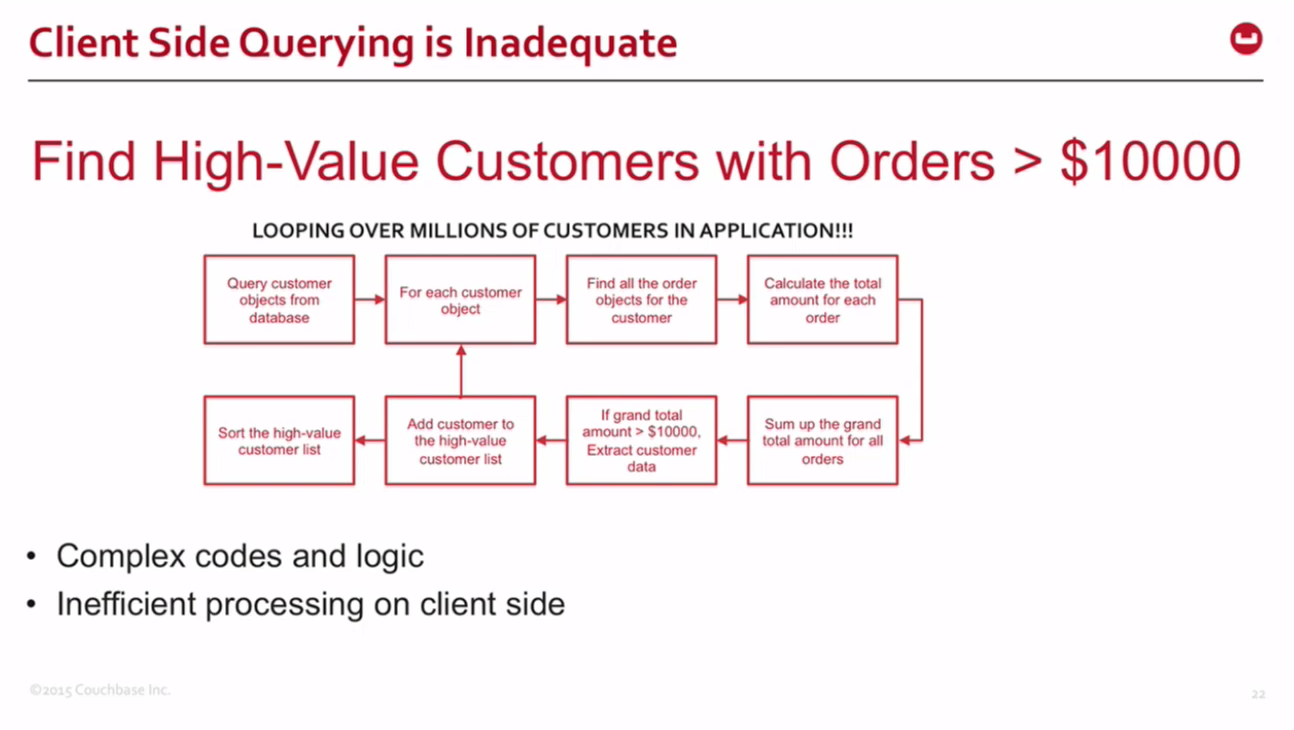 Client Side Querying is Inadequate
Find High-Value Customers with Orders > $10000
LOOPING OVER MILLIONS OF CUSTOMERS IN APPLICATION!!!
Query customer
objects from
database
For each customer
object
Find all the order
objects for the
customer
Calculate the total
amount for each
order
Sum up the grand
total amount for all
orders
If grand total
amount > $10000,
Extract customer
data
Add customer to
the high-value
customer list
Sort the high-value
customer list
• Complex codes and logic
• Inefficient processing on client side
©2015 Couchbase Inc.
22